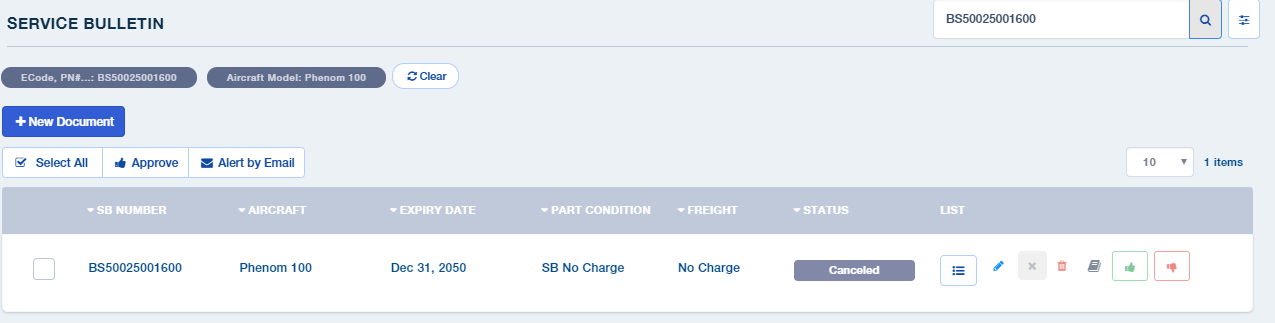 SERVICE BULLETIN
BS50025001600
ECode, PN#...: BS50025001600
Aircraft Model: Phenom 100
Clear
New Document
Select All
Approve
Alert by Email
10
1 items
SB NUMBER
AIRCRAFT
EXPIRY DATE
PART CONDITION
FREIGHT
STATUS
LIST
BS50025001600
Phenom 100
Dec 31, 2050
SB No Charge
No Charge
Canceled